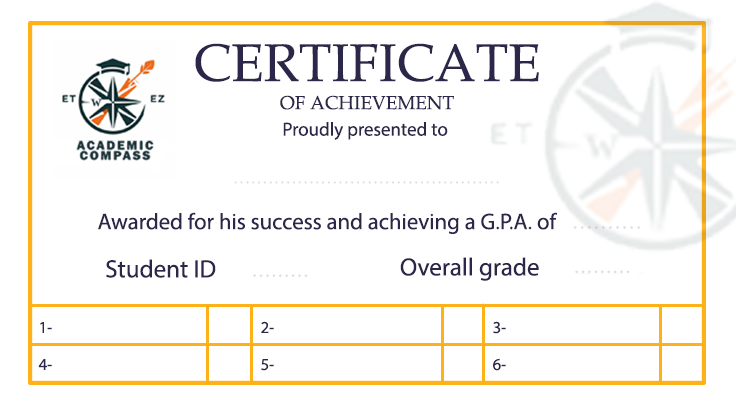 CERTIFICATE
OF ACHIEVEMENT
Proudly presented to
ET W EZ
ACADEMIC
COMPASS
ET W
............................................
Awarded for his success and achieving a G.P.A. of ..........
Student ID ......... Overall grade .........
1- 2- 3-
4- 5- 6-